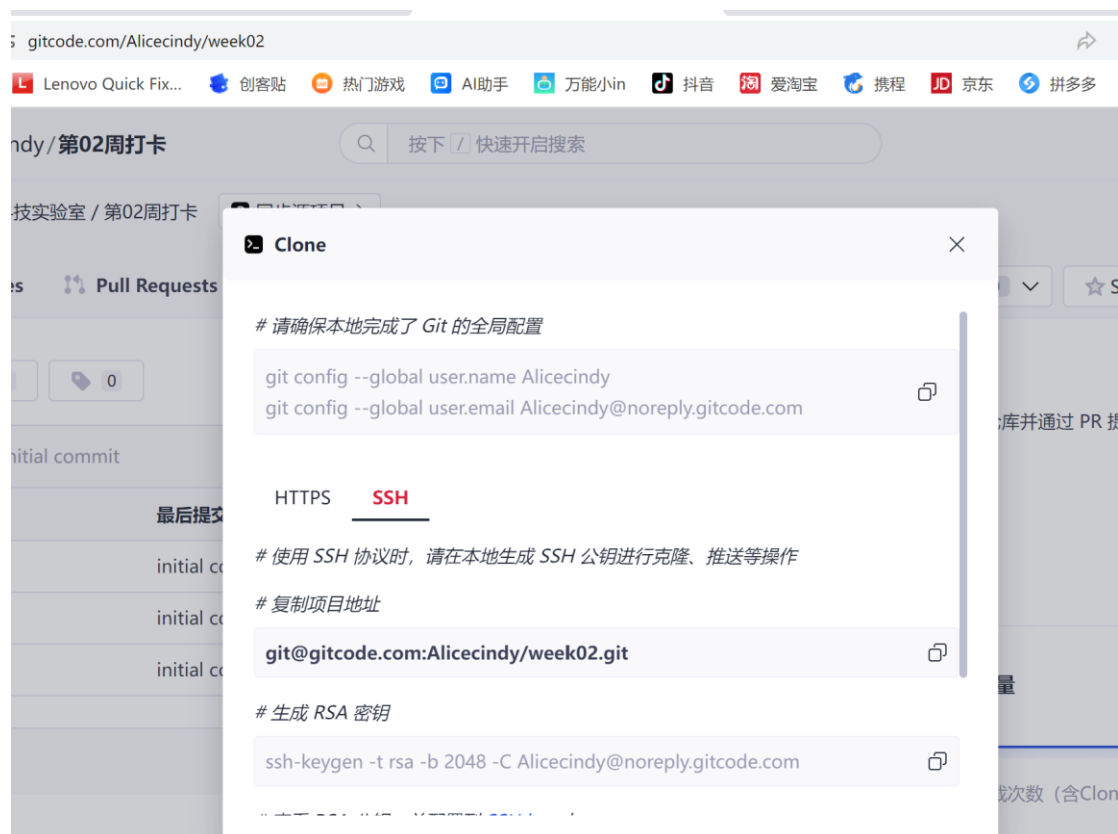 gitcode.com/Alicecindy/week02
Lenovo Quick Fix... 创客贴 热门游戏 AI助手 万能小in 抖音 爱淘宝 携程 京东 拼多多
ndy/第02周打卡
按下 / 快速开启搜索
技实验室 / 第02周打卡
Clone
es Pull Requests
S
# 请确保本地完成了 Git 的全局配置
git config --global user.name Alicecindy
git config --global user.email Alicecindy@noreply.gitcode.com
0
库并通过 PR 提
nitial commit
HTTPS SSH
最后提交
# 使用 SSH 协议时，请在本地生成 SSH 公钥进行克隆、推送等操作
initial co
# 复制项目地址
initial co
git@gitcode.com:Alicecindy/week02.git
initial co
量
# 生成 RSA 密钥
ssh-keygen -t rsa -b 2048 -C Alicecindy@noreply.gitcode.com
次数（含Clon